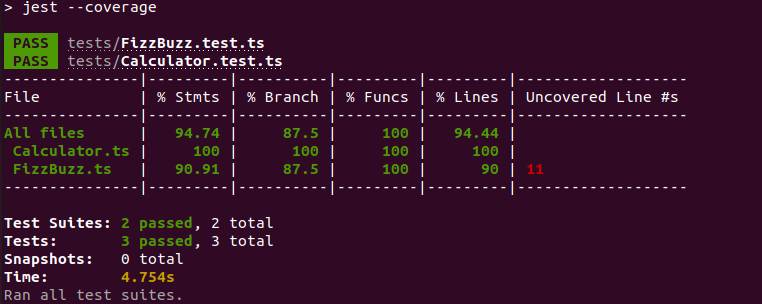 > jest --coverage
PASS tests/FizzBuzz.test.ts
PASS tests/Calculator.test.ts
--------------|---------|----------|---------|---------|-------------------
File          | % Stmts | % Branch | % Funcs | % Lines | Uncovered Line #s
--------------|---------|----------|---------|---------|-------------------
All files     |   94.74 |     87.5 |     100 |   94.44 |
 Calculator.ts |     100 |      100 |     100 |     100 |
 FizzBuzz.ts  |   90.91 |     87.5 |     100 |      90 | 11
--------------|---------|----------|---------|---------|-------------------
Test Suites: 2 passed, 2 total
Tests:       3 passed, 3 total
Snapshots:   0 total
Time:        4.754s
Ran all test suites.